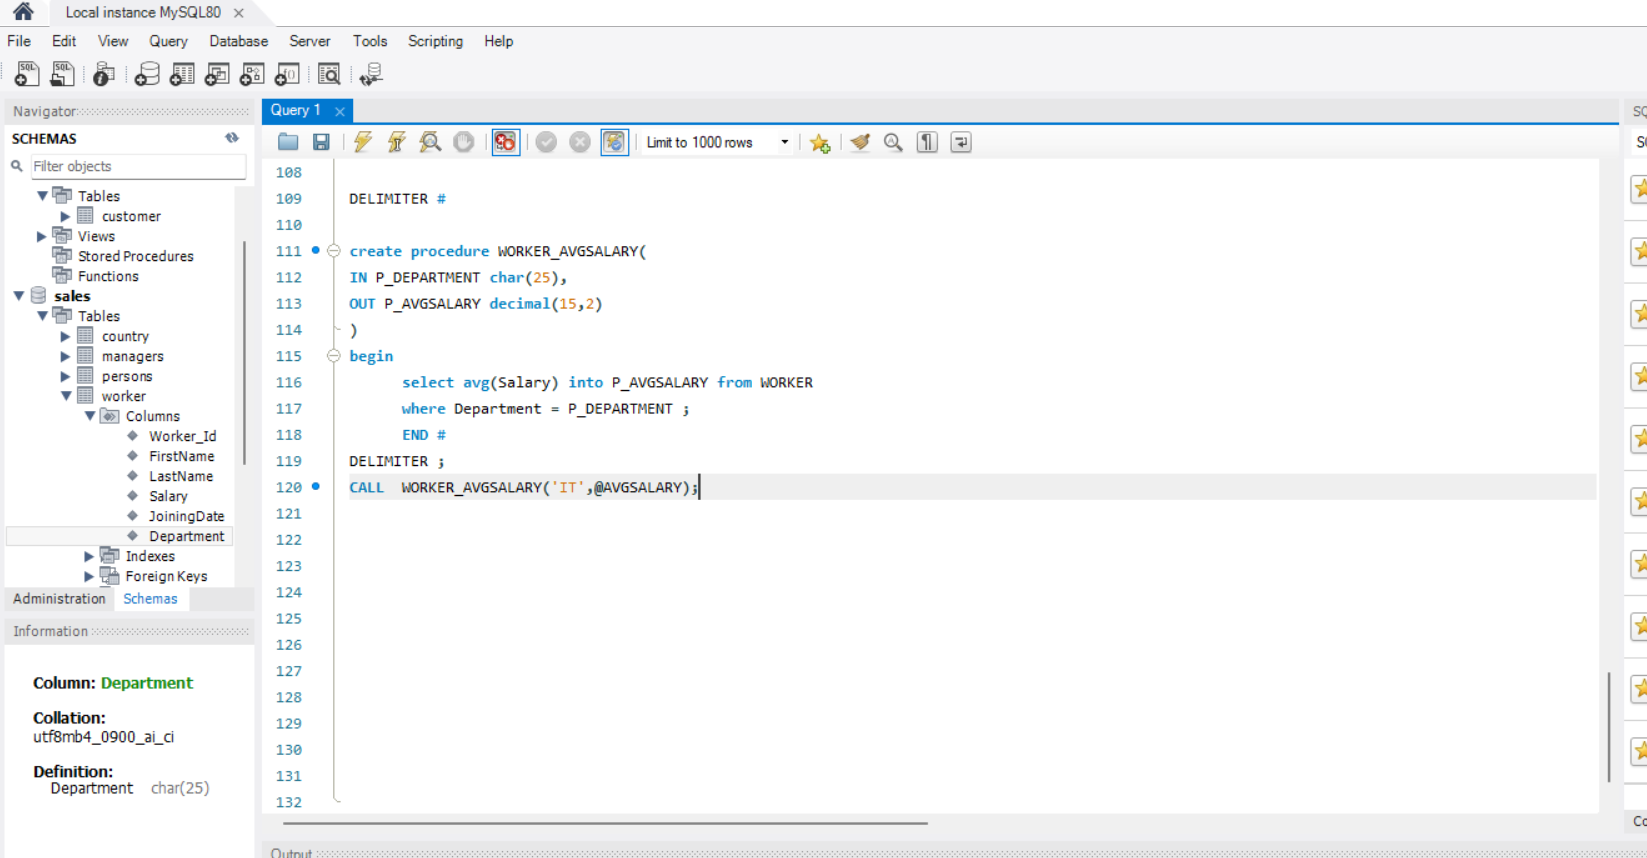 Local instance MySQL80
File Edit View Query Database Server Tools Scripting Help
Navigator
SCHEMAS
Filter objects
Tables
customer
Views
Stored Procedures
Functions
sales
Tables
country
managers
persons
worker
Columns
Worker_Id
FirstName
LastName
Salary
JoiningDate
Department
Indexes
Foreign Keys
Administration Schemas
Information
Column: Department
Collation:
utf8mb4_0900_ai_ci
Definition:
Department char(25)
Query 1
Limit to 1000 rows
108
109 DELIMITER #
110
111 create procedure WORKER_AVGSALARY(
112 IN P_DEPARTMENT char(25),
113 OUT P_AVGSALARY decimal(15,2)
114 )
115 begin
116 select avg(Salary) into P_AVGSALARY from WORKER
117 where Department = P_DEPARTMENT ;
118 END #
119 DELIMITER ;
120 CALL WORKER_AVGSALARY('IT',@AVGSALARY);
121
122
123
124
125
126
127
128
129
130
131
132
Output